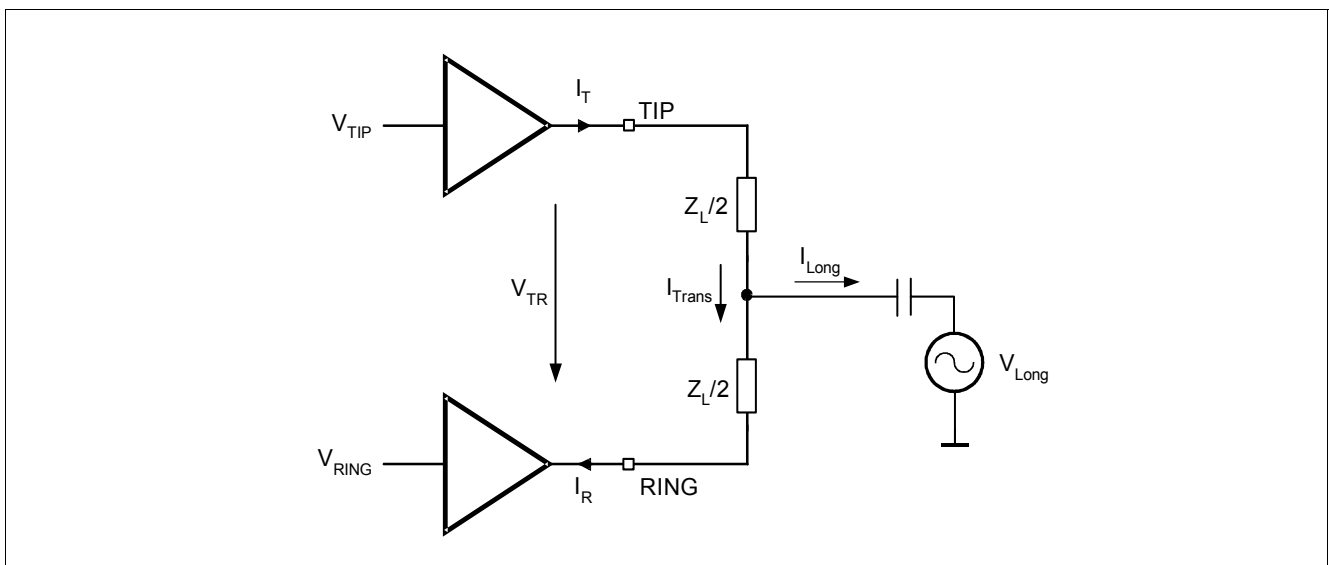 I_T
TIP
V_TIP
Z_L/2
I_Long
V_TR
I_Trans
V_Long
Z_L/2
V_RING
I_R
RING